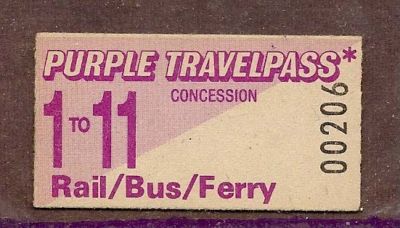 PURPLE TRAVELPASS*
CONCESSION
1 TO 11
Rail/Bus/Ferry
00206